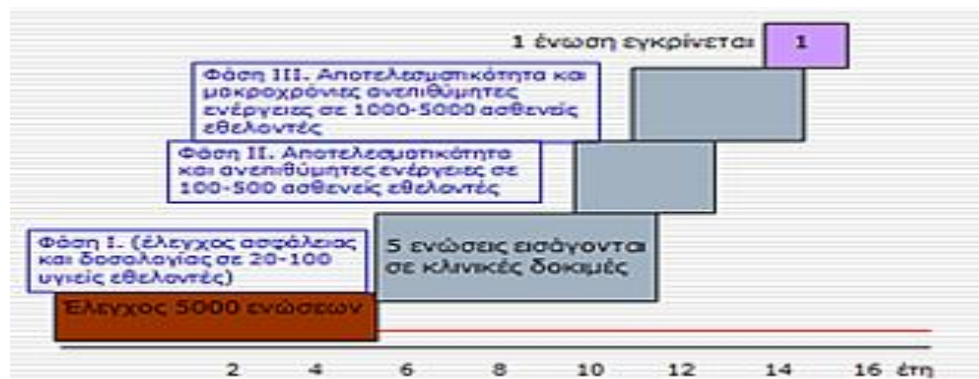 1 ένωση εγκρίνεται
1
Φάση III. Αποτελεσματικότητα και
μακροχρόνιες ανεπιθύμητες
ενέργειες σε 1000-5000 ασθενείς
εθελοντές
Φάση II. Αποτελεσματικότητα
και ανεπιθύμητες ενέργειες σε
100-500 ασθενείς εθελοντές
Φάση I. (έλεγχος ασφάλειας
και δοσολογίας σε 20-100
υγιείς εθελοντές)
5 ενώσεις εισάγονται
σε κλινικές δοκιμές
Έλεγχος 5000 ενώσεων
2 4 6 8 10 12 14 16 έτη